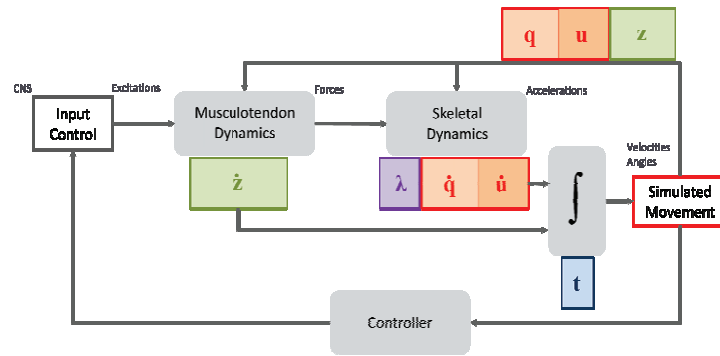 q u z
CNS
Excitations
Forces
Accelerations
Input
Control
Musculotendon
Dynamics
Skeletal
Dynamics
Velocities
Angles
ż
λ q̇ u̇
∫
Simulated
Movement
t
Controller